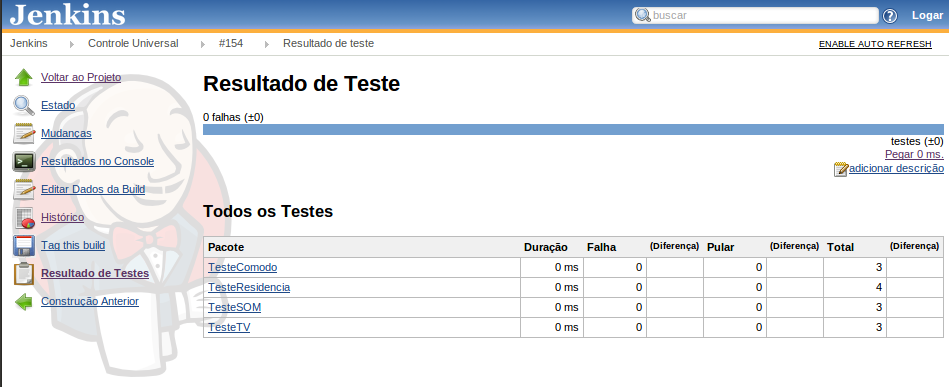 Jenkins
buscar
Logar
Jenkins Controle Universal #154 Resultado de teste
ENABLE AUTO REFRESH
Voltar ao Projeto
Estado
Mudanças
Resultados no Console
Editar Dados da Build
Histórico
Tag this build
Resultado de Testes
Construção Anterior
Resultado de Teste
0 falhas (±0)
testes (±0)
Pegar 0 ms.
adicionar descrição
Todos os Testes
Pacote Duração Falha (Diferença) Pular (Diferença) Total (Diferença)
TesteComodo 0 ms 0 0 3
TesteResidencia 0 ms 0 0 4
TesteSOM 0 ms 0 0 3
TesteTV 0 ms 0 0 3